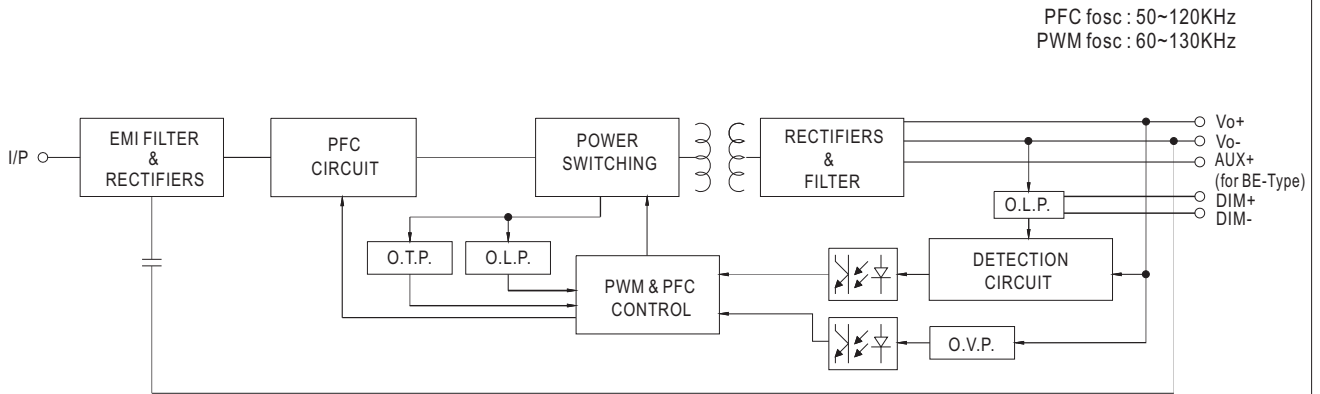 PFC fosc : 50~120KHz
PWM fosc : 60~130KHz
I/P
EMI FILTER
&
RECTIFIERS
PFC
CIRCUIT
POWER
SWITCHING
RECTIFIERS
&
FILTER
Vo+
Vo-
AUX+
(for BE-Type)
DIM+
DIM-
O.L.P.
O.T.P.
O.L.P.
PWM & PFC
CONTROL
DETECTION
CIRCUIT
O.V.P.